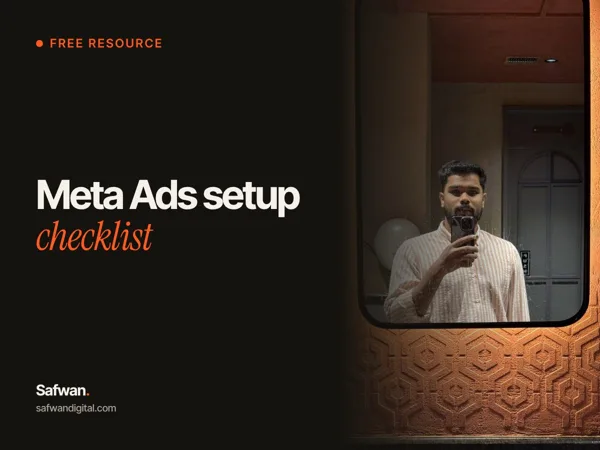 FREE RESOURCE
Meta Ads setup
checklist
Safwan.
safwandigital.com